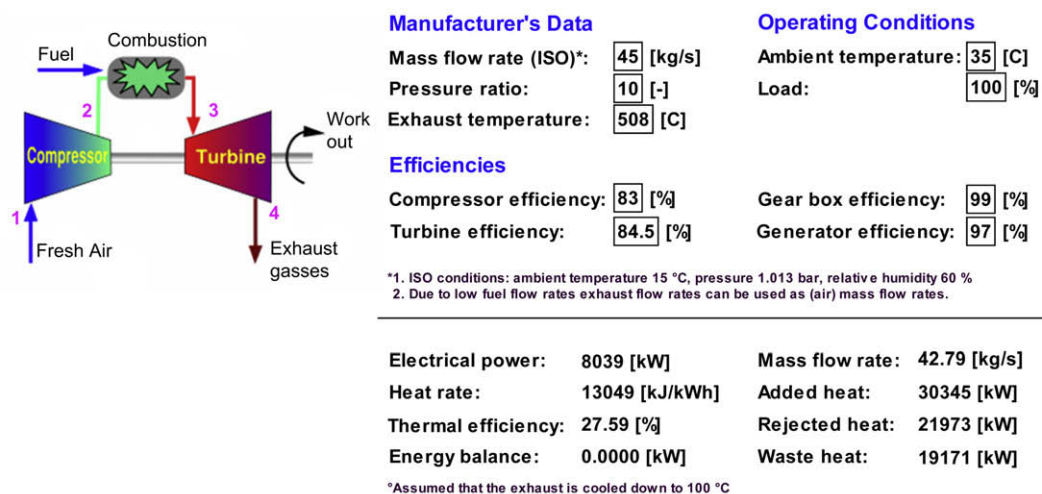 Fuel
Combustion
2
3
Compressor
Turbine
Work
out
1
4
Fresh Air
Exhaust
gasses
Manufacturer's Data
Mass flow rate (ISO)*: 45 [kg/s]
Pressure ratio: 10 [-]
Exhaust temperature: 508 [C]
Operating Conditions
Ambient temperature: 35 [C]
Load: 100 [%]
Efficiencies
Compressor efficiency: 83 [%]
Turbine efficiency: 84.5 [%]
Gear box efficiency: 99 [%]
Generator efficiency: 97 [%]
*1. ISO conditions: ambient temperature 15 °C, pressure 1.013 bar, relative humidity 60 %
2. Due to low fuel flow rates exhaust flow rates can be used as (air) mass flow rates.
Electrical power: 8039 [kW]
Heat rate: 13049 [kJ/kWh]
Thermal efficiency: 27.59 [%]
Energy balance: 0.0000 [kW]
Mass flow rate: 42.79 [kg/s]
Added heat: 30345 [kW]
Rejected heat: 21973 [kW]
Waste heat: 19171 [kW]
°Assumed that the exhaust is cooled down to 100 °C